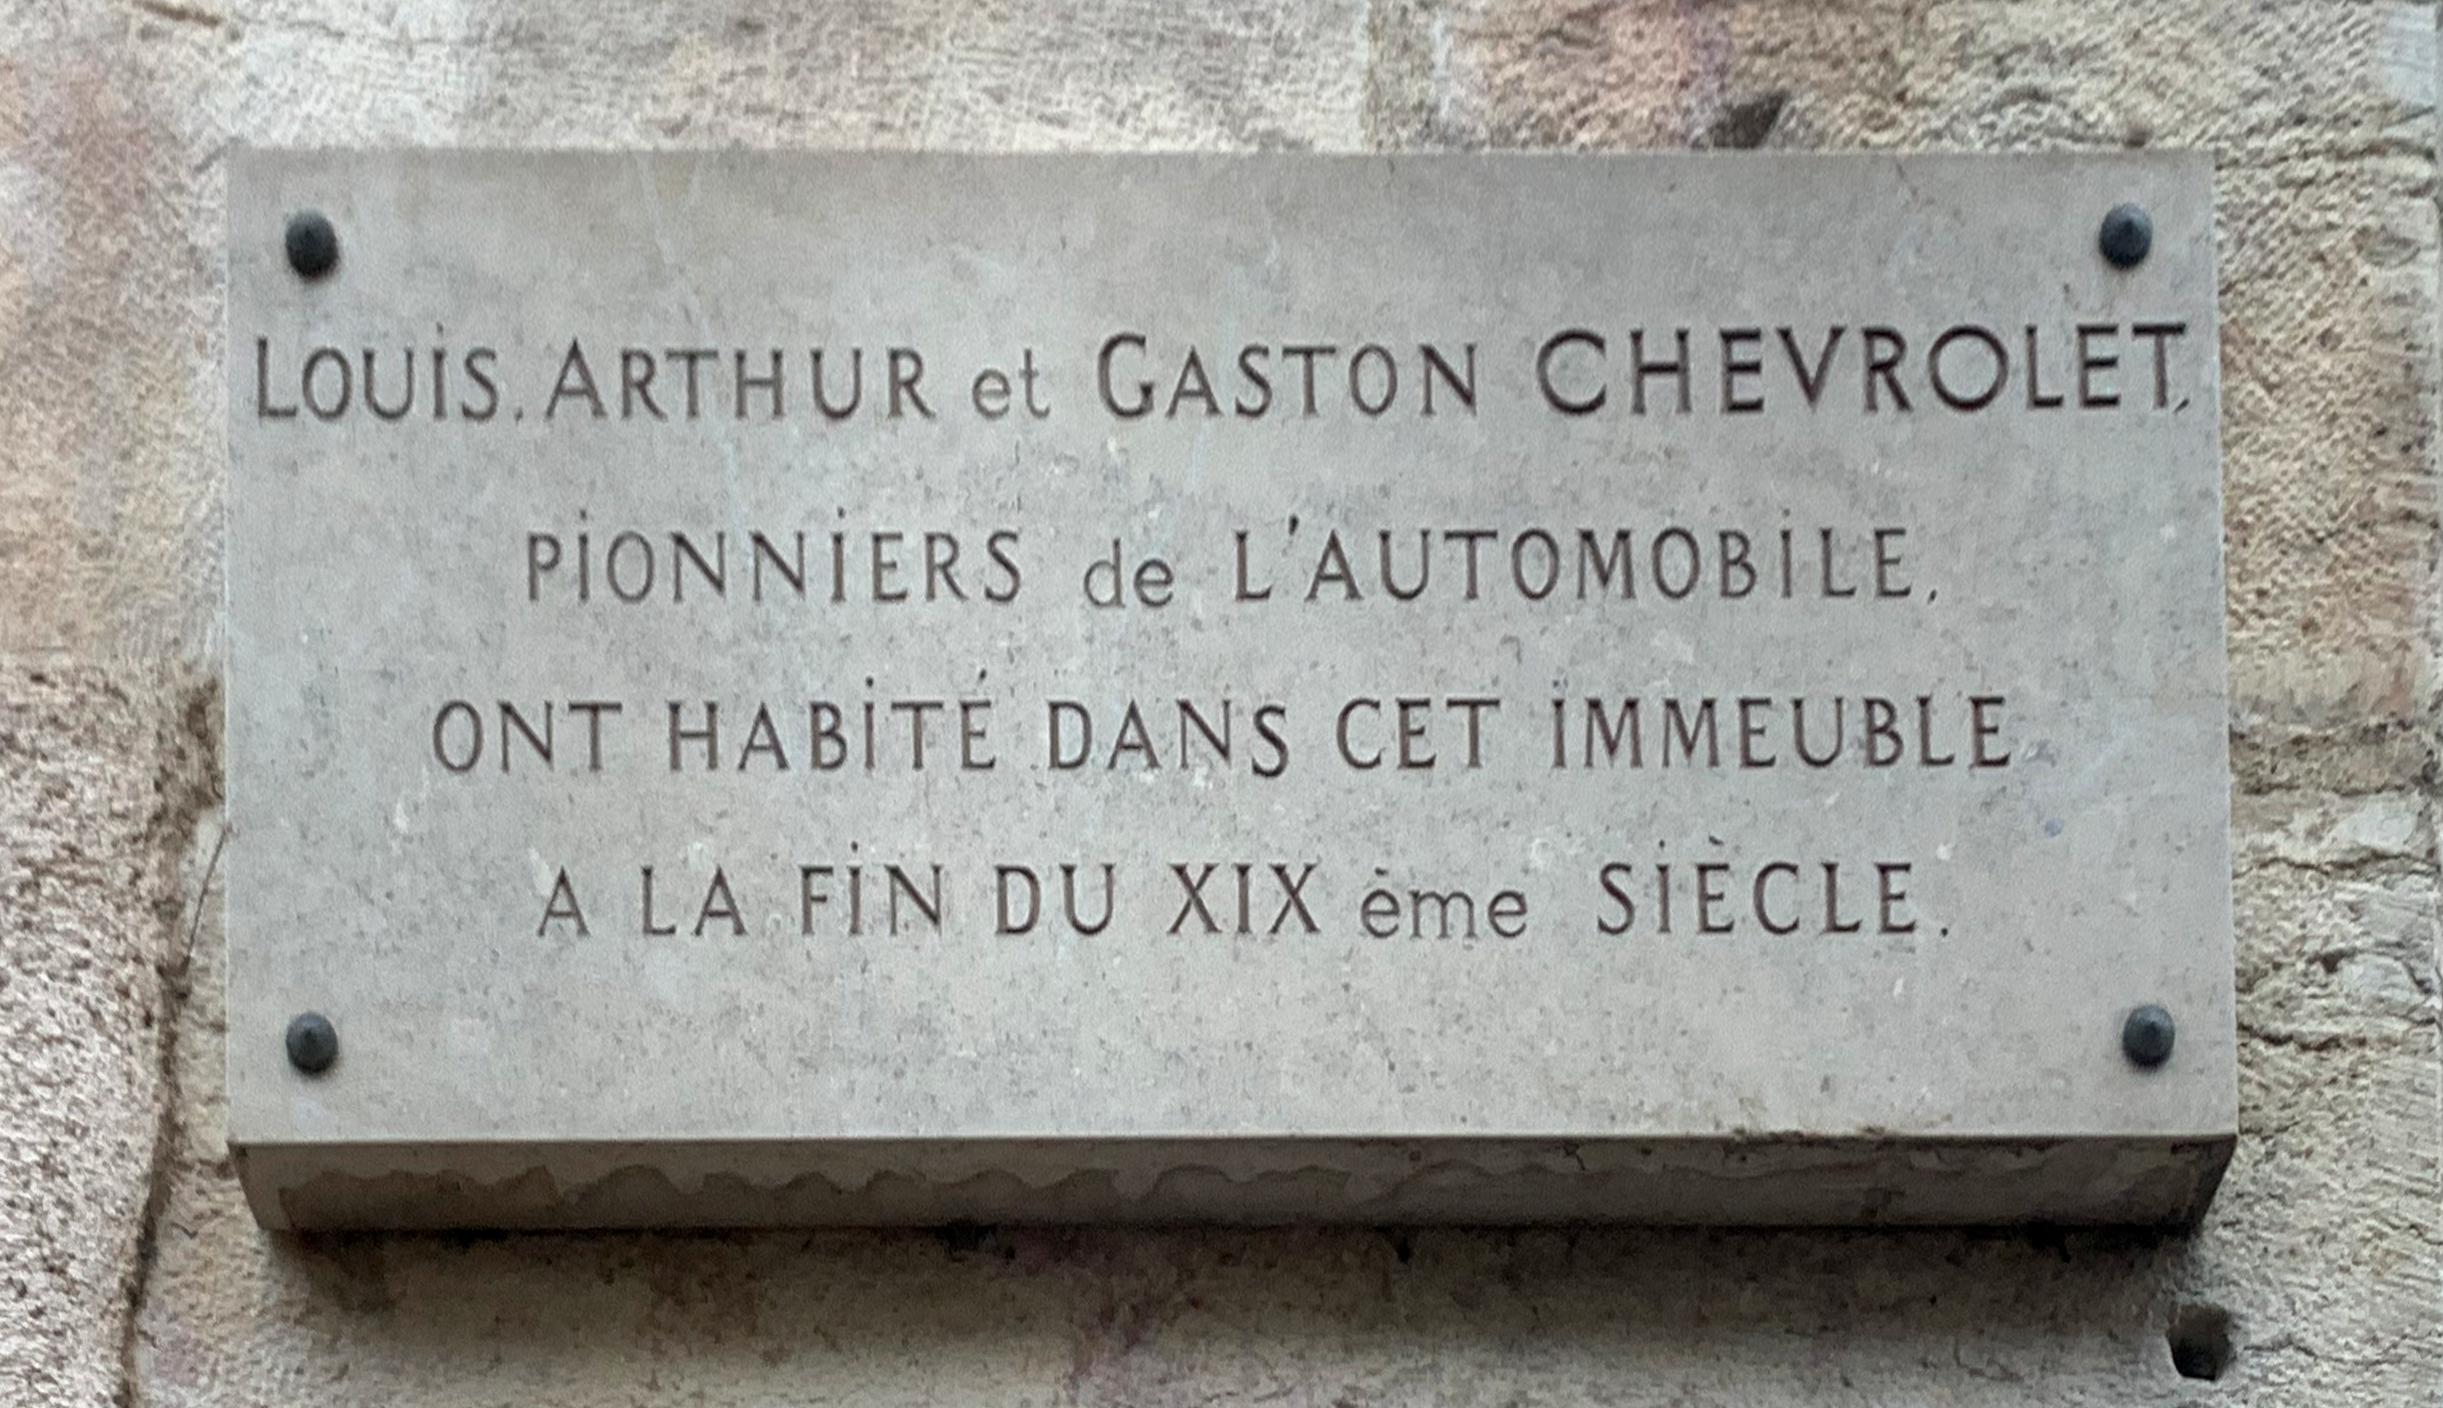 LOUiS, ARTHUR et GASTON CHEVROLET,
PiONNiERS de L'AUTOMOBiLE,
ONT HABiTÉ DANS CET iMMEUBLE
A LA FiN DU XIX ème SiÈCLE.